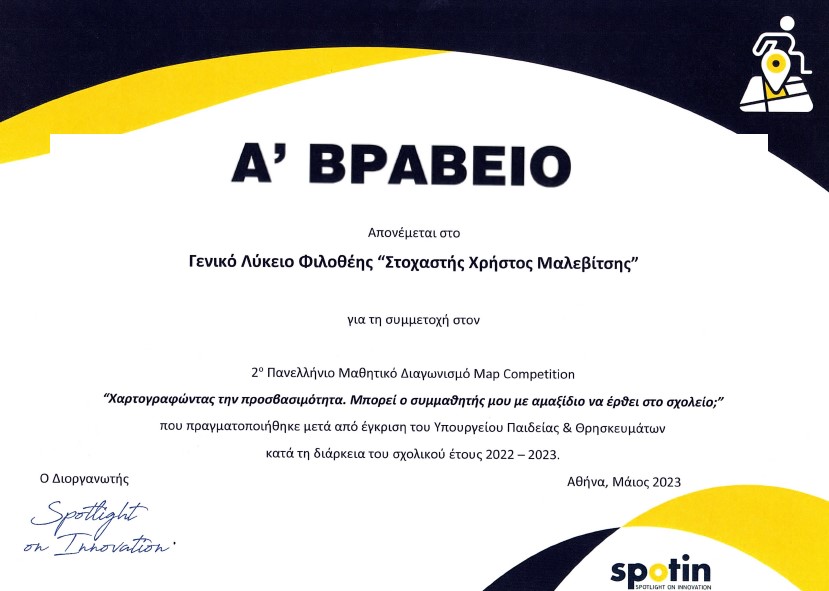 Α’ ΒΡΑΒΕΙΟ
Απονέμεται στο
Γενικό Λύκειο Φιλοθέης “Στοχαστής Χρήστος Μαλεβίτσης”
για τη συμμετοχή στον
2ο Πανελλήνιο Μαθητικό Διαγωνισμό Map Competition
“Χαρτογραφώντας την προσβασιμότητα. Μπορεί ο συμμαθητής μου με αμαξίδιο να έρθει στο σχολείο;”
που πραγματοποιήθηκε μετά από έγκριση του Υπουργείου Παιδείας & Θρησκευμάτων
κατά τη διάρκεια του σχολικού έτους 2022 – 2023.
Ο Διοργανωτής
Αθήνα, Μάιος 2023
Spotlight
on Innovation.
spotin
SPOTLIGHT ON INNOVATION